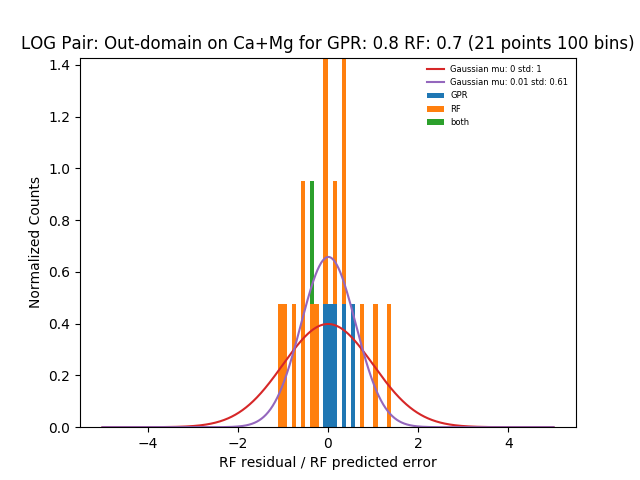 LOG Pair: Out-domain on Ca+Mg for GPR: 0.8 RF: 0.7 (21 points 100 bins)
Gaussian mu: 0 std: 1
Gaussian mu: 0.01 std: 0.61
GPR
RF
both
Normalized Counts
1.4
1.2
1.0
0.8
0.6
0.4
0.2
0.0
−4
−2
0
2
4
RF residual / RF predicted error